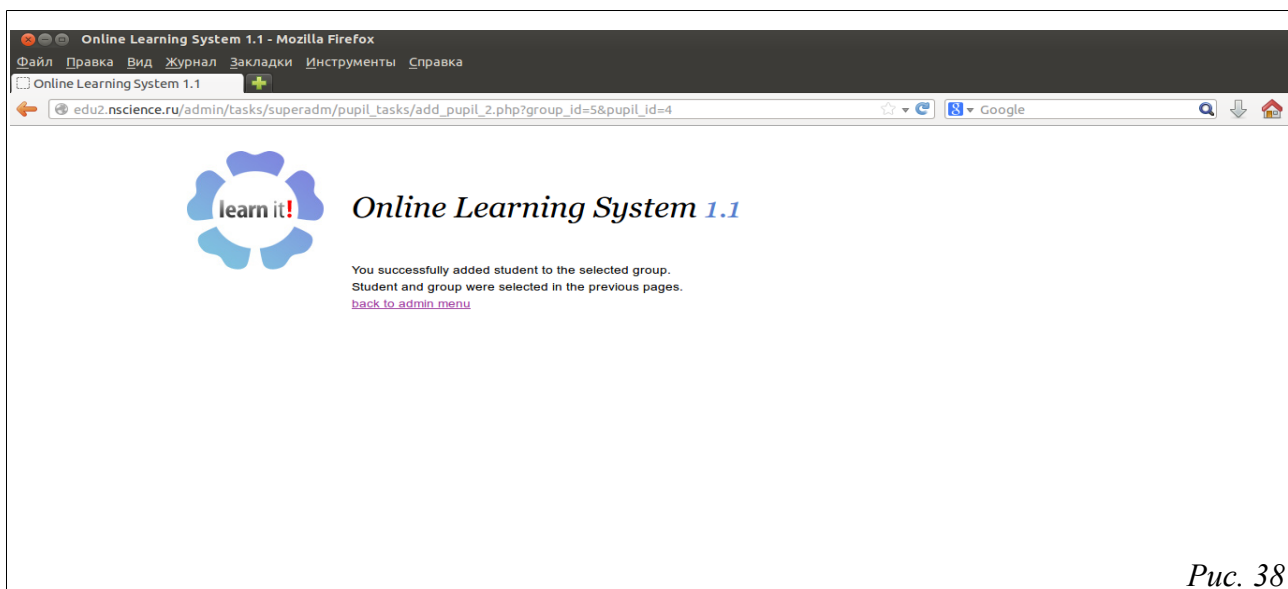 Online Learning System 1.1 - Mozilla Firefox
Файл Правка Вид Журнал Закладки Инструменты Справка
Online Learning System 1.1
edu2.nscience.ru/admin/tasks/superadm/pupil_tasks/add_pupil_2.php?group_id=5&pupil_id=4
Google
learn it!
Online Learning System 1.1
You successfully added student to the selected group.
Student and group were selected in the previous pages.
back to admin menu
Рис. 38